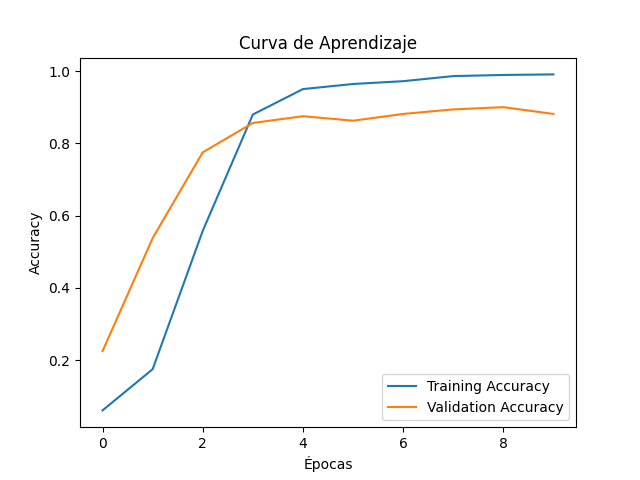 Curva de Aprendizaje
1.0
0.8
0.6
0.4
0.2
Accuracy
0
2
4
6
8
Épocas
Training Accuracy
Validation Accuracy